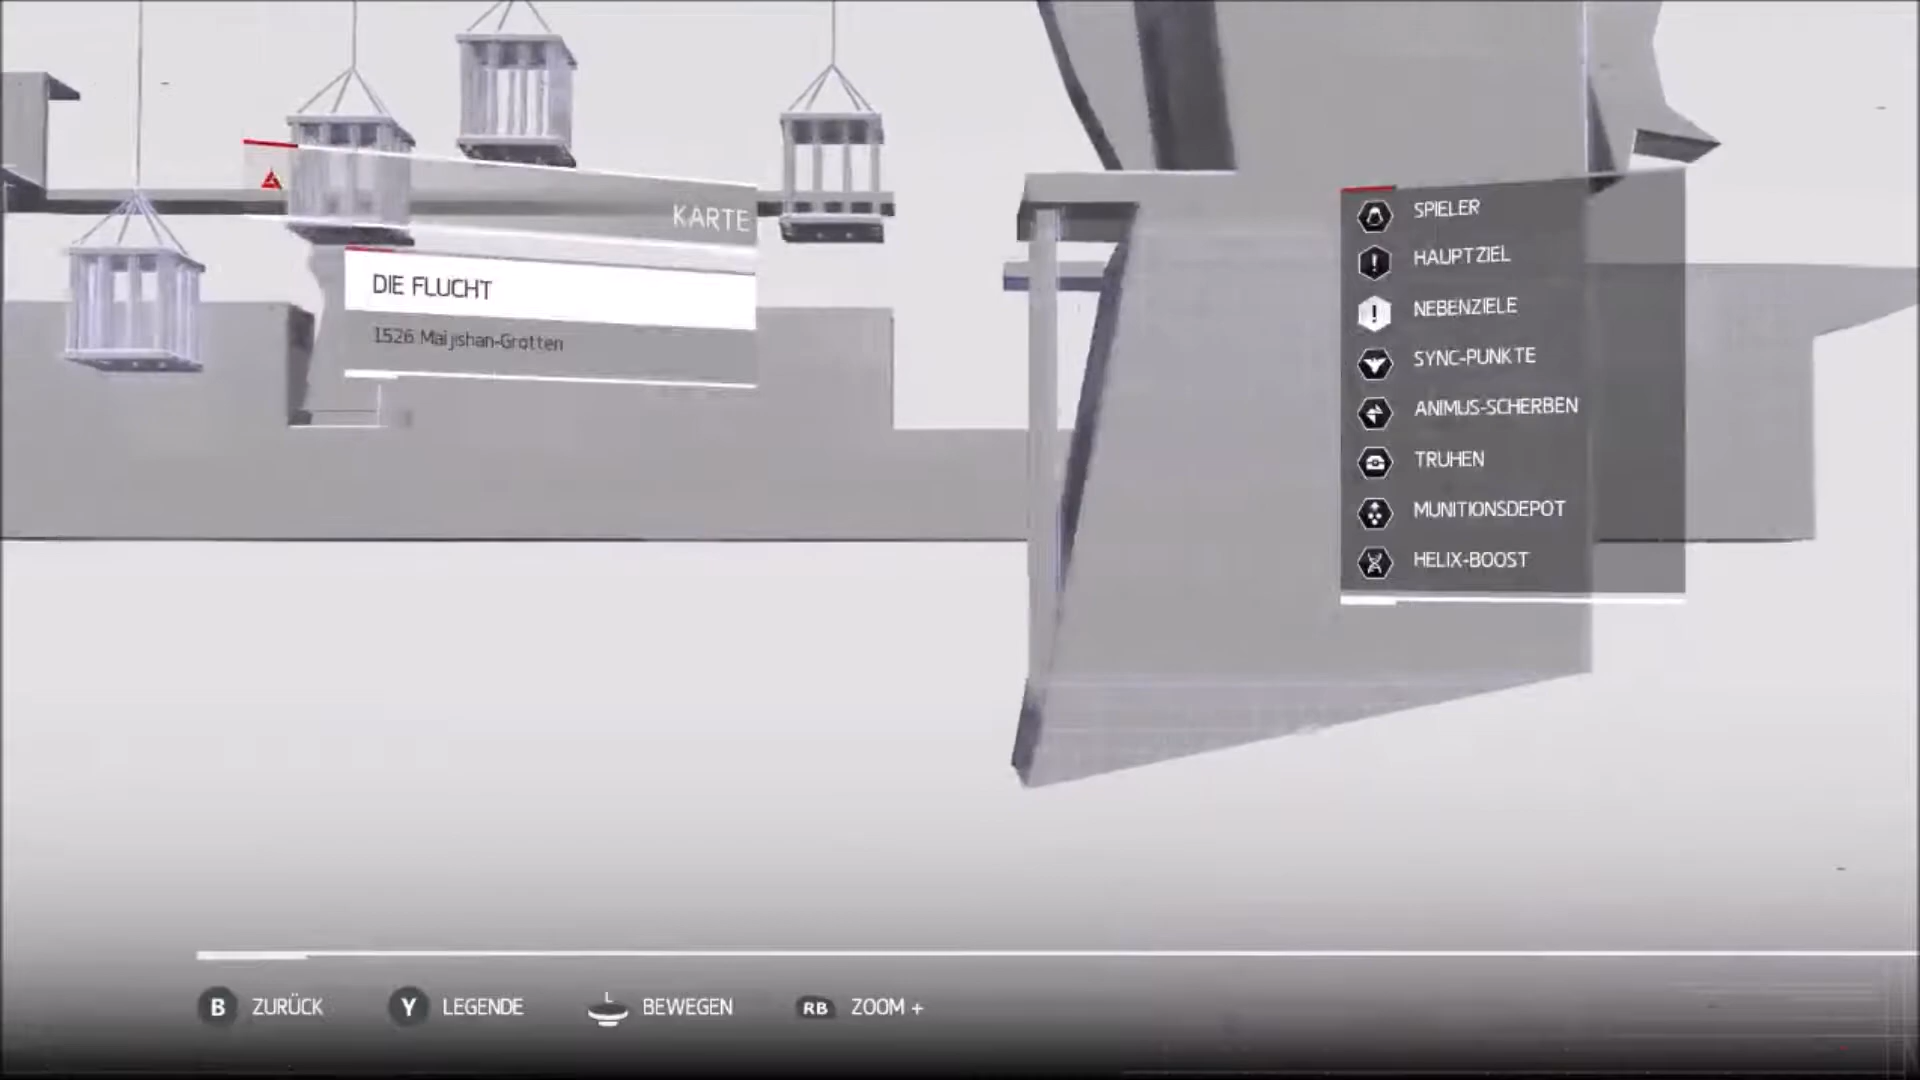 KARTE
DIE FLUCHT
1526 Maijishan-Grotten
SPIELER
HAUPTZIEL
NEBENZIELE
SYNC-PUNKTE
ANIMUS-SCHERBEN
TRUHEN
MUNITIONSDEPOT
HELIX-BOOST
B ZURÜCK Y LEGENDE L BEWEGEN RB ZOOM +